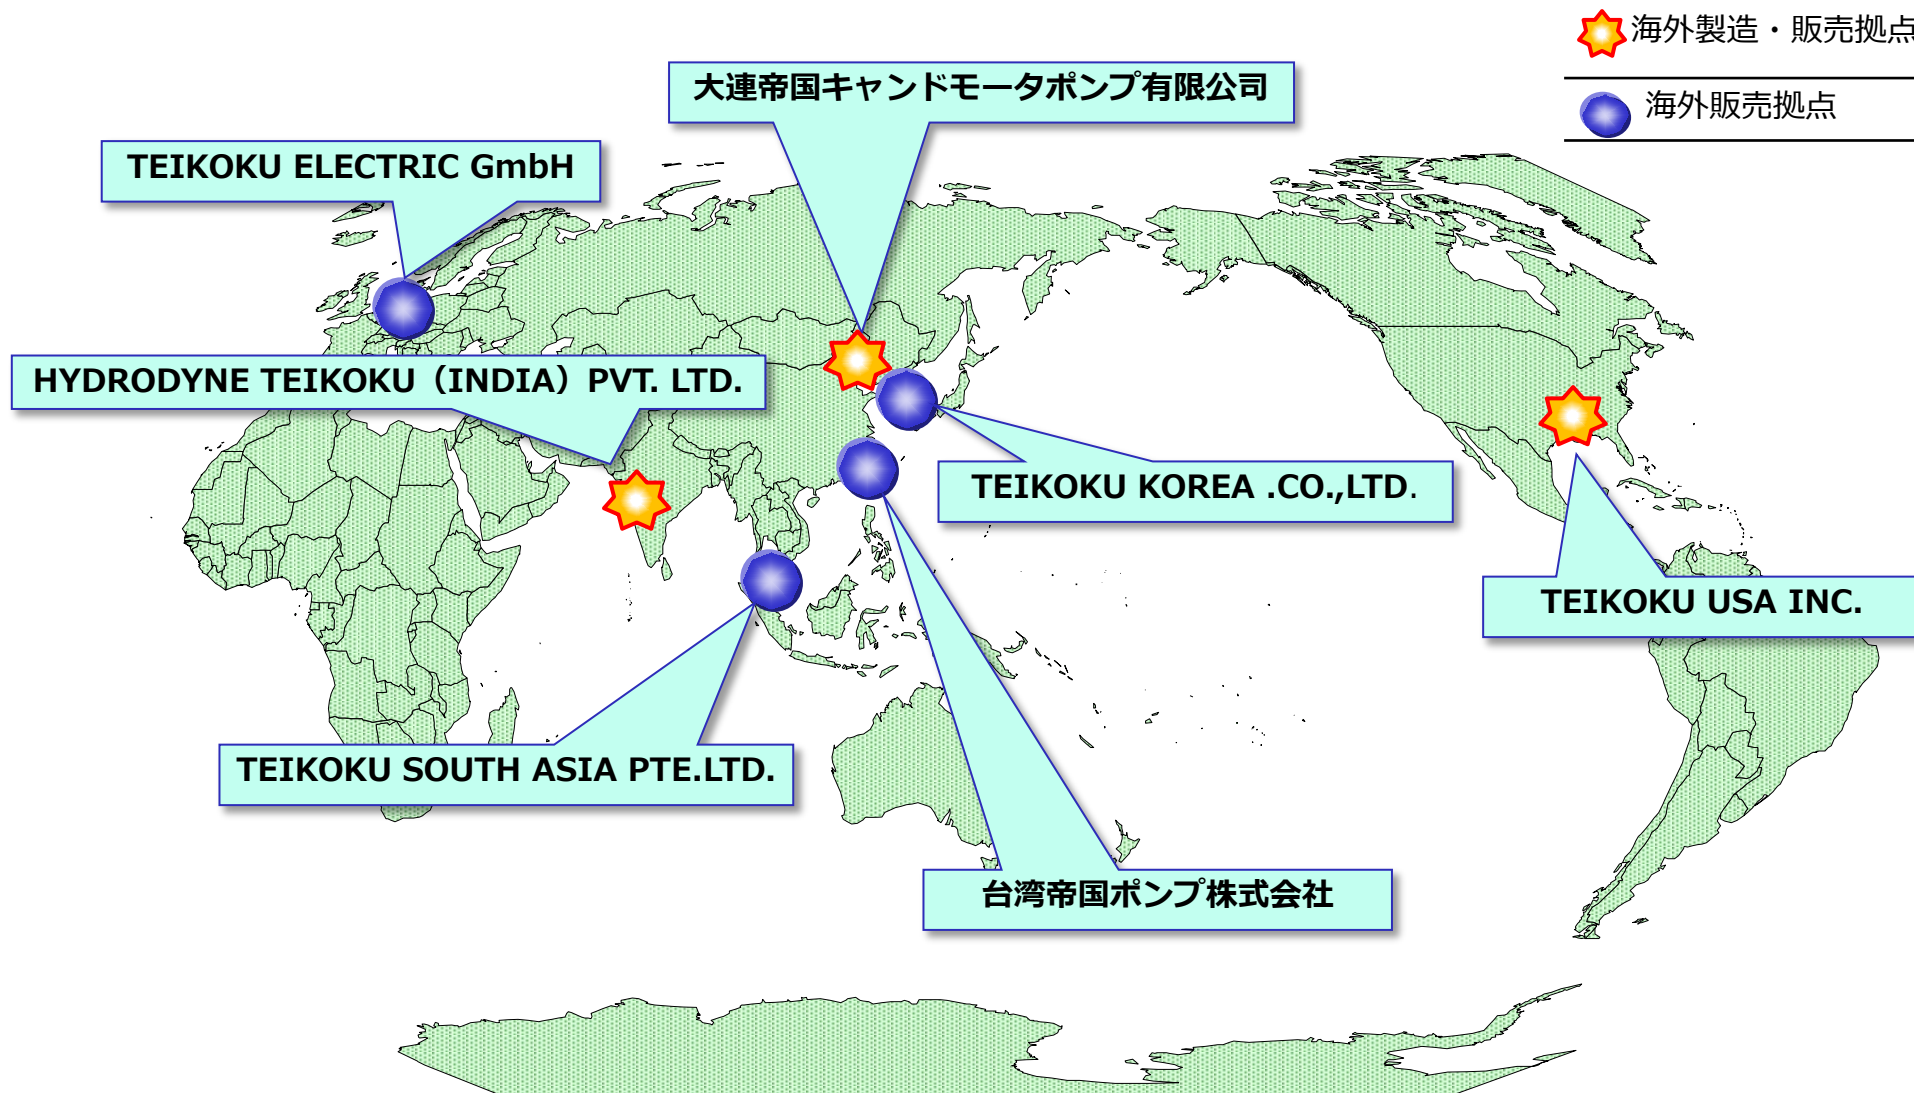 海外製造・販売拠点
海外販売拠点
大連帝国キャンドモータポンプ有限公司
TEIKOKU ELECTRIC GmbH
HYDRODYNE TEIKOKU（INDIA）PVT. LTD.
TEIKOKU KOREA .CO.,LTD.
TEIKOKU USA INC.
TEIKOKU SOUTH ASIA PTE.LTD.
台湾帝国ポンプ株式会社